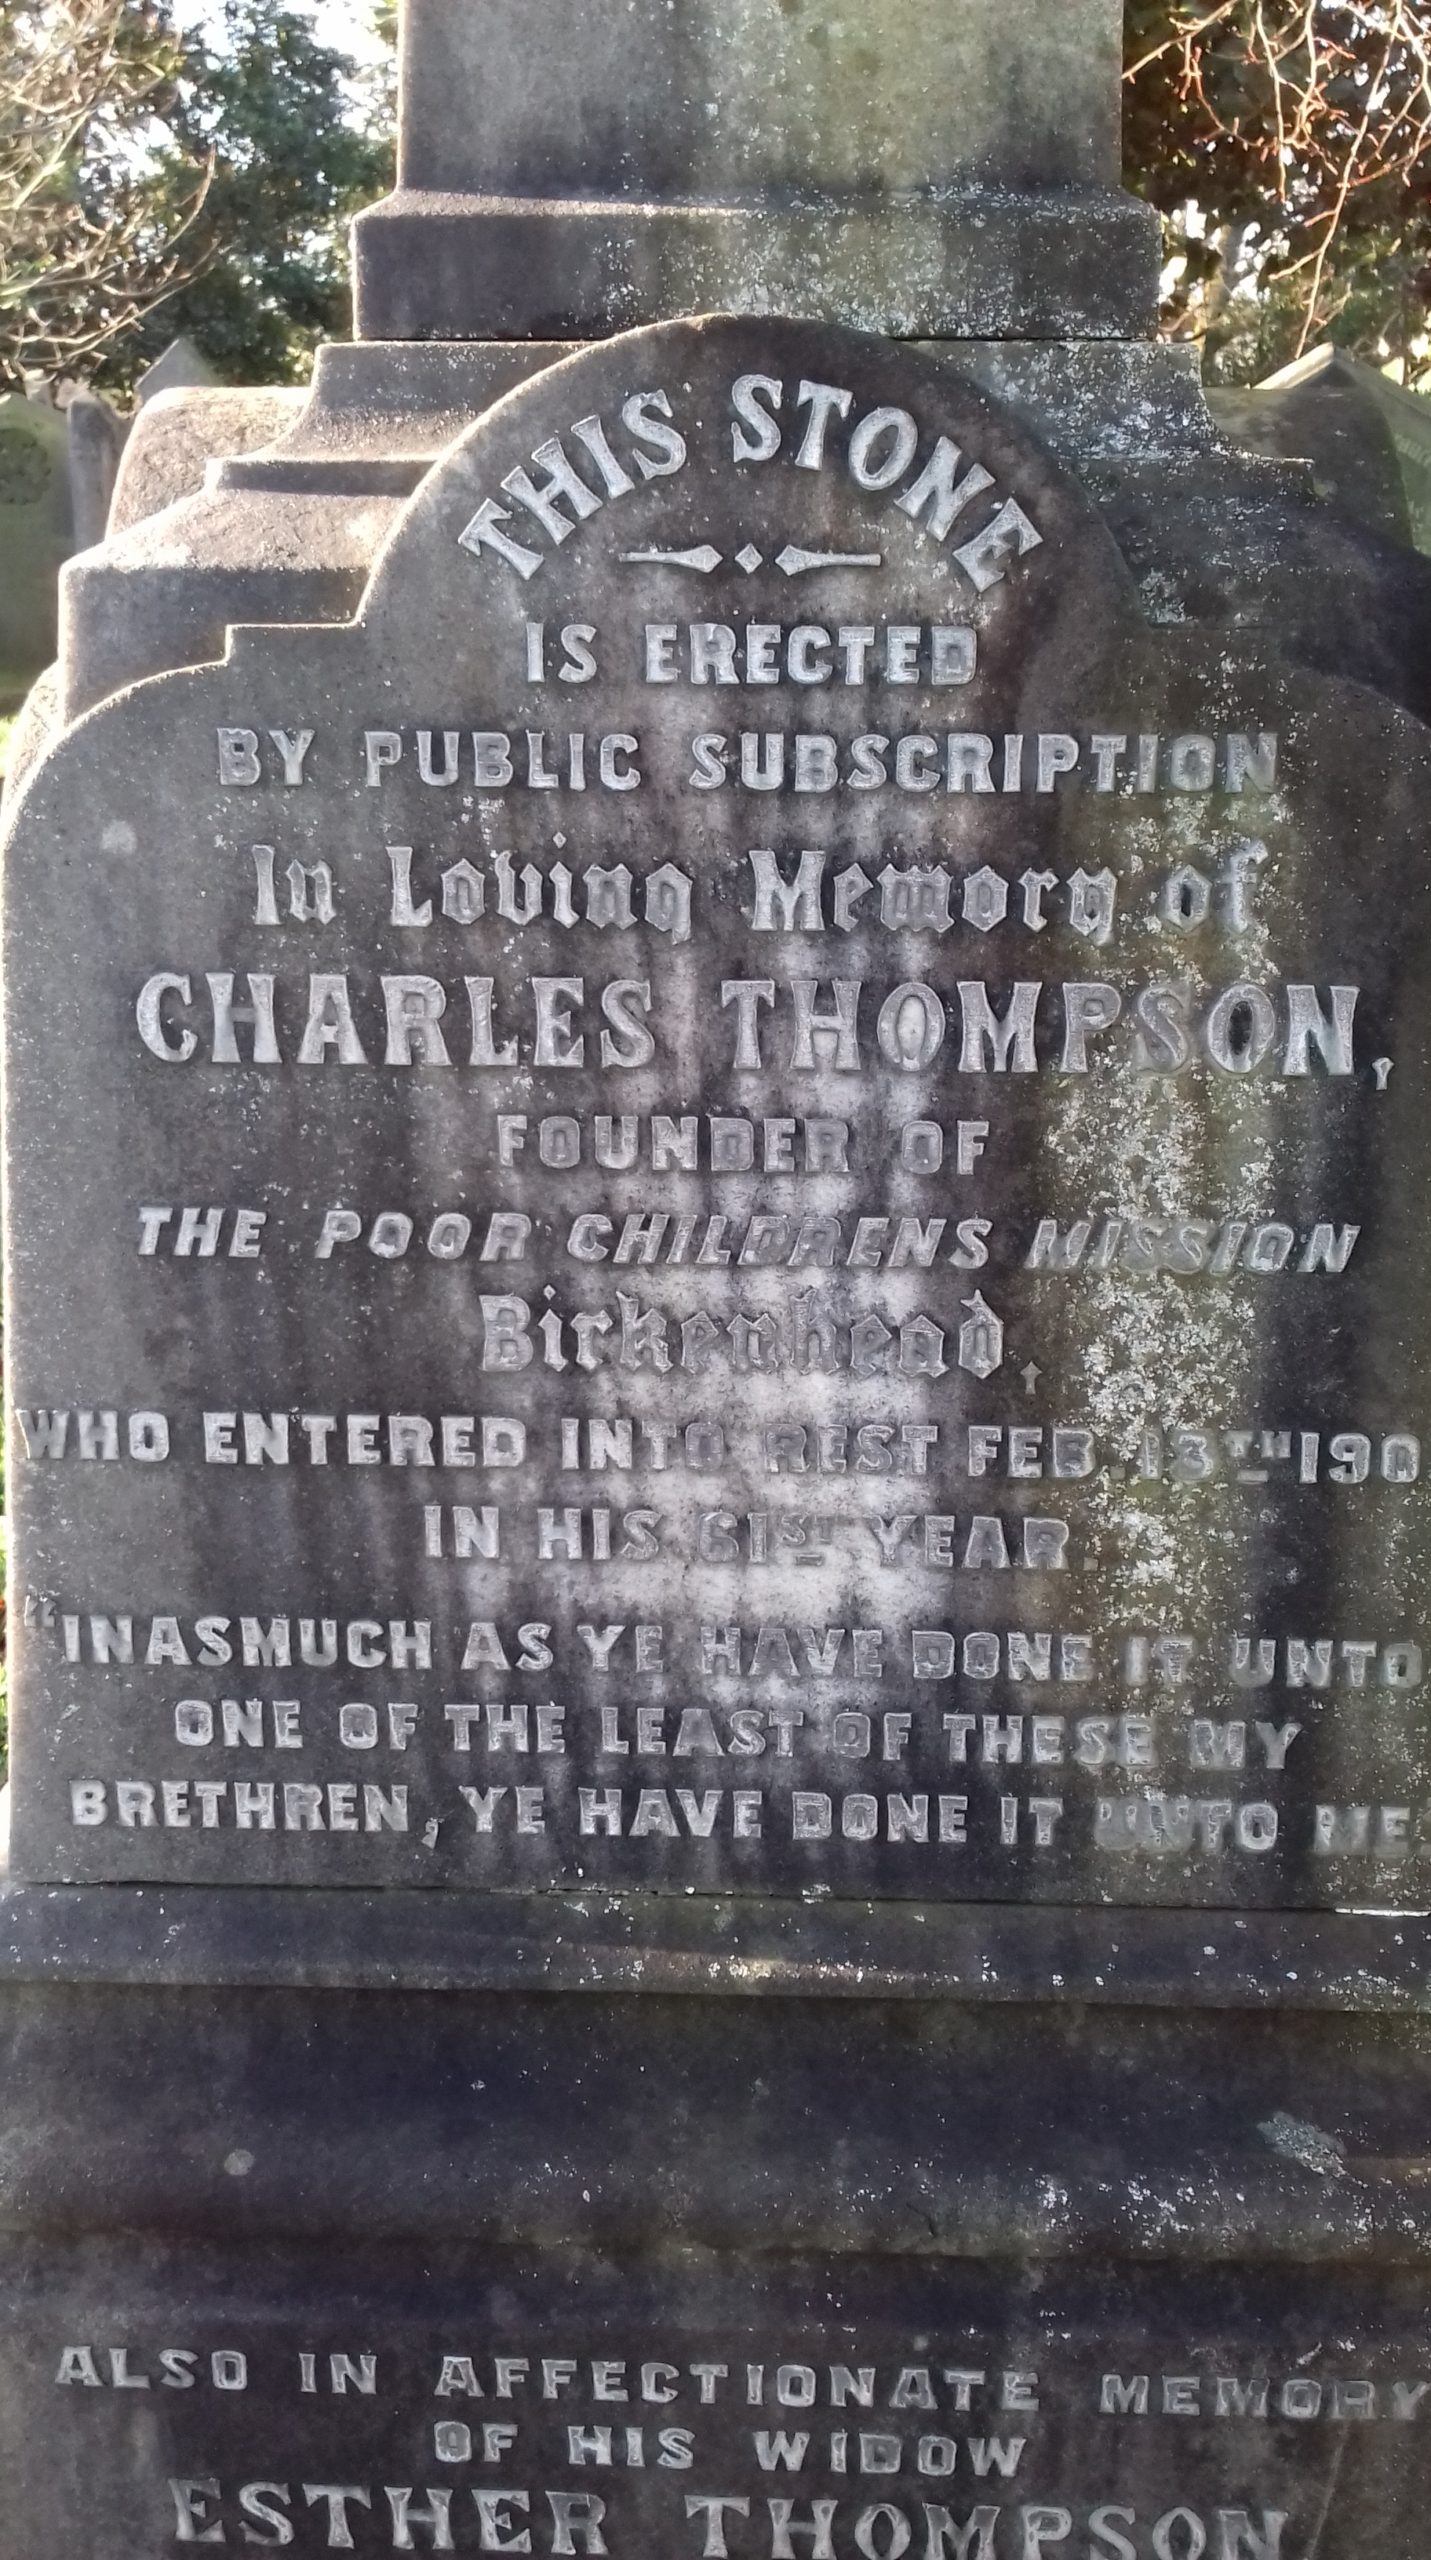 THIS STONE
IS ERECTED
BY PUBLIC SUBSCRIPTION
In Loving Memory of
CHARLES THOMPSON,
FOUNDER OF
THE POOR CHILDRENS MISSION
Birkenhead,
WHO ENTERED INTO REST FEB. 13TH 190
IN HIS 61ST YEAR.
"INASMUCH AS YE HAVE DONE IT UNTO
ONE OF THE LEAST OF THESE MY
BRETHREN, YE HAVE DONE IT UNTO ME.
ALSO IN AFFECTIONATE MEMORY
OF HIS WIDOW
ESTHER THOMPSON